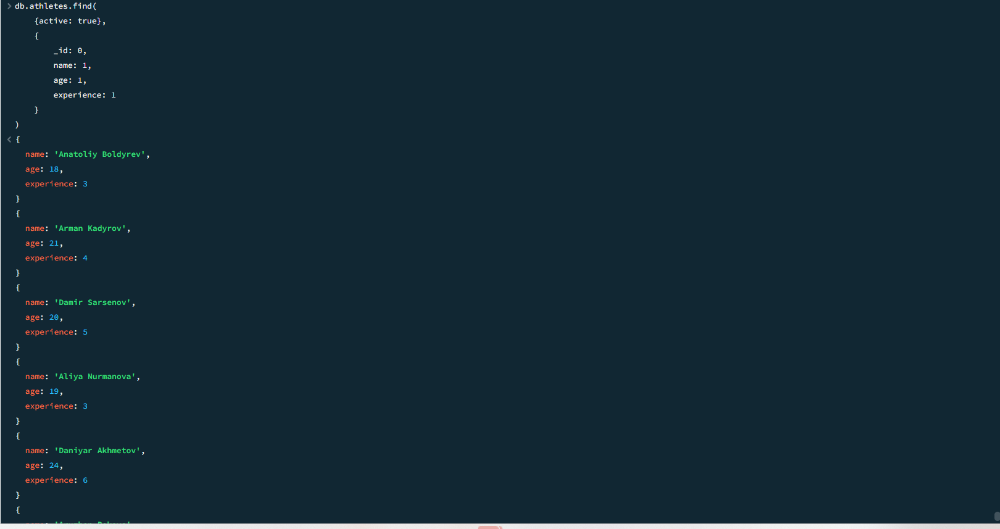 > db.athletes.find(
{active: true},
{
_id: 0,
name: 1,
age: 1,
experience: 1
}
)
< {
name: 'Anatoliy Boldyrev',
age: 18,
experience: 3
}
{
name: 'Arman Kadyrov',
age: 21,
experience: 4
}
{
name: 'Damir Sarsenov',
age: 20,
experience: 5
}
{
name: 'Aliya Nurmanova',
age: 19,
experience: 3
}
{
name: 'Daniyar Akhmetov',
age: 24,
experience: 6
}
{